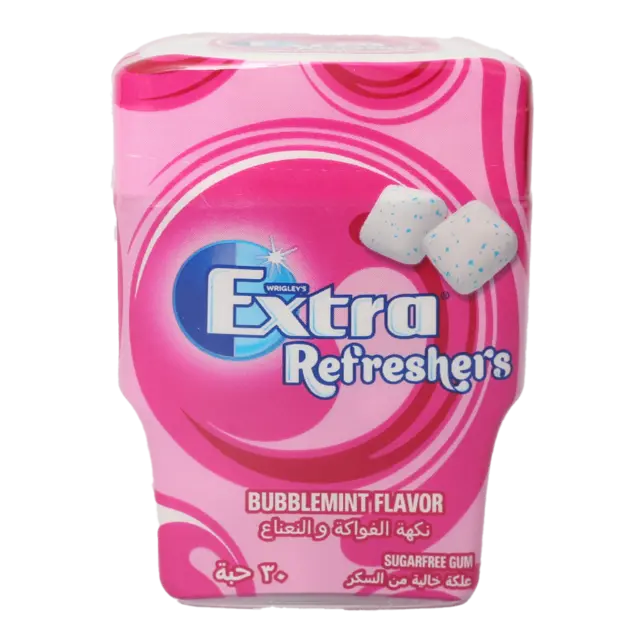 WRIGLEY'S
Extra
Refreshers
BUBBLEMINT FLAVOR
نكهة الفواكة والنعناع
SUGARFREE GUM
علكة خالية من السكر
٣٠ حبة